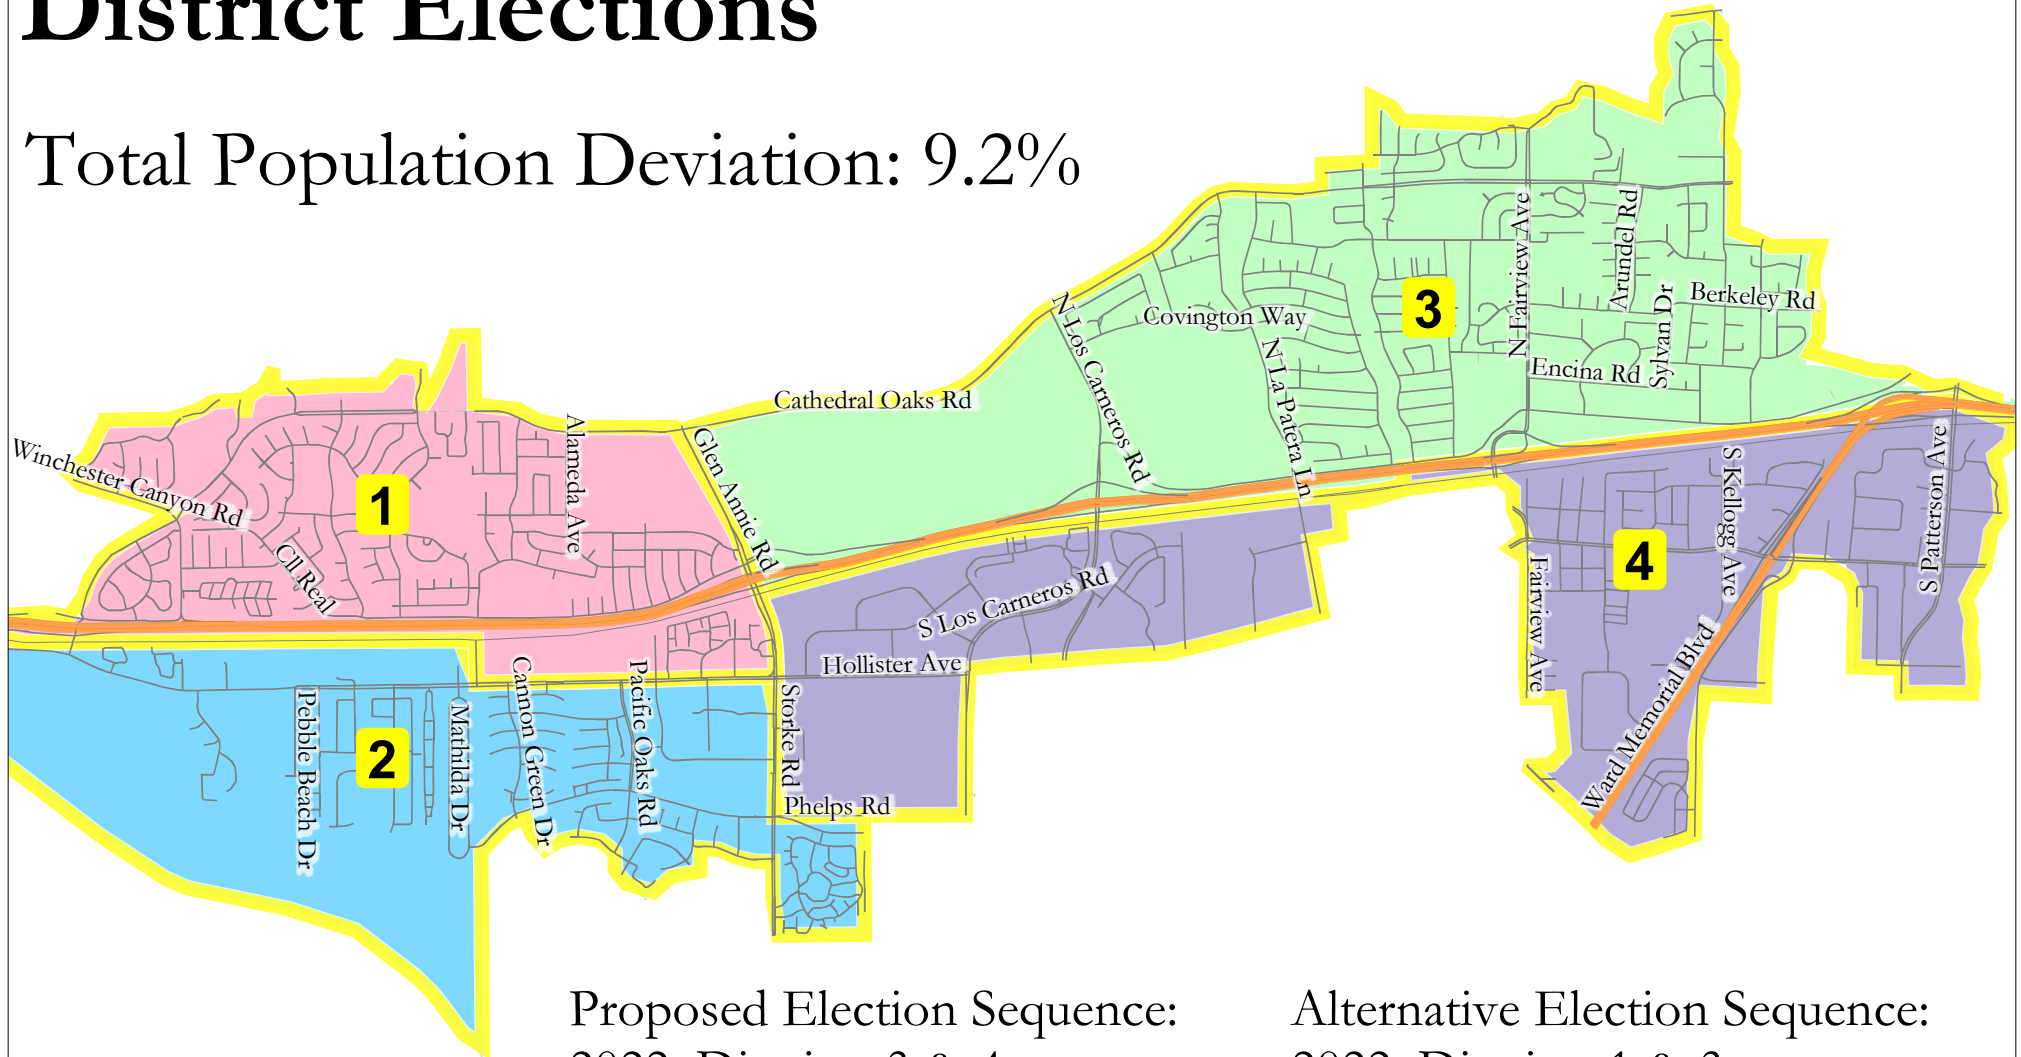 District Elections
Total Population Deviation: 9.2%
Cathedral Oaks Rd
Winchester Canyon Rd
Alameda Ave
Glen Annie Rd
Cll Real
1
N Los Carneros Rd
Covington Way
N La Patera Ln
3
N Fairview Ave
Arundel Rd
Sylvan Dr
Berkeley Rd
Encina Rd
S Los Carneros Rd
Hollister Ave
Storke Rd
Phelps Rd
S Kellogg Ave
S Patterson Ave
4
Fairview Ave
Ward Memorial Blvd
Pebble Beach Dr
2
Mathilda Dr
Cannon Green Dr
Pacific Oaks Rd
Proposed Election Sequence:
Alternative Election Sequence: